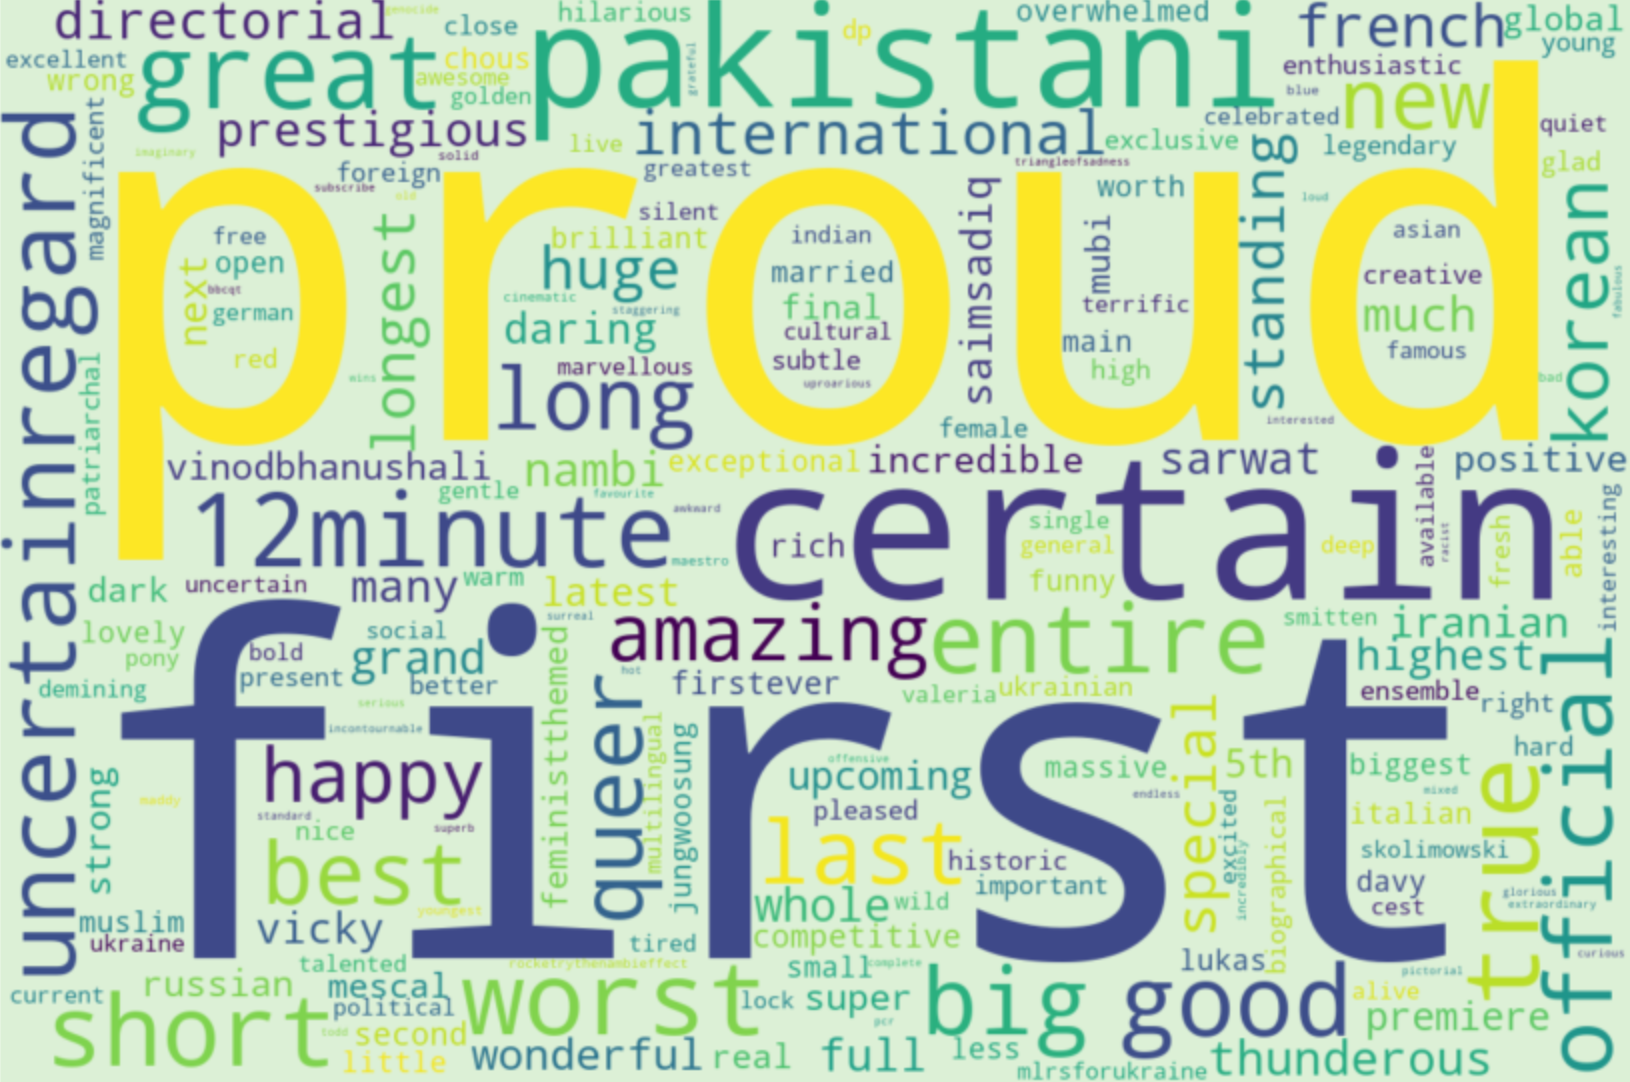 directorial
genocide
close
hilarious
pakistani
dp
overwhelmed
french
global
young
excellent
wrong
great
chous
awesome
golden
grateful
enthusiastic
blue
new
celebrated
quiet
magnificent
imaginary
prestigious
solid
live
international
exclusive
legendary
glad
triangleofsadness
foreign
subscribe
old
greatest
worth
loud
uncertainregard
proud
silent
saimsadiq
mubi
standing
korean
free
open
next
bbcqt
german
red
longest
brilliant
huge
cinematic
staggering
daring
indian
married
final
cultural
subtle
uproarious
terrific
main
high
asian
creative
much
famous
fabulous
marvellous
long
wins
bad
patriarchal
female
interested
vinodbhanushali
nambi
exceptional
incredible
sarwat
positive
gentle
favourite
12minute
awkward
maestro
certain
rich
single
general
funny
deep
available
racist
fresh
able
interesting
dark
uncertain
many
warm
latest
surreal
lovely
pony
demining
social
bold
present
grand
better
serious
incontournable
first
amazing
entire
smitten
iranian
highest
hot
firstever
valeria
ukrainian
ensemble
right
official
queer
feministthemed
multilingual
jungwoosung
offensive
upcoming
massive
special
5th
biggest
hard
strong
maddy
happy
standard
superb
nice
pleased
endless
mixed
italian
true
best
last
historic
important
excited
incredibly
biographical
skolimowski
davy
cest
glorious
extraordinary
muslim
ukraine
vicky
youngest
whole
wild
competitive
tired
curious
talented
rocketrythenambieffect
small
complete
lukas
pictorial
current
russian
mescal
political
worst
lock
super
big
good
alive
premiere
short
todd
second
little
wonderful
real
pcr
full
less
mlrsforukraine
thunderous